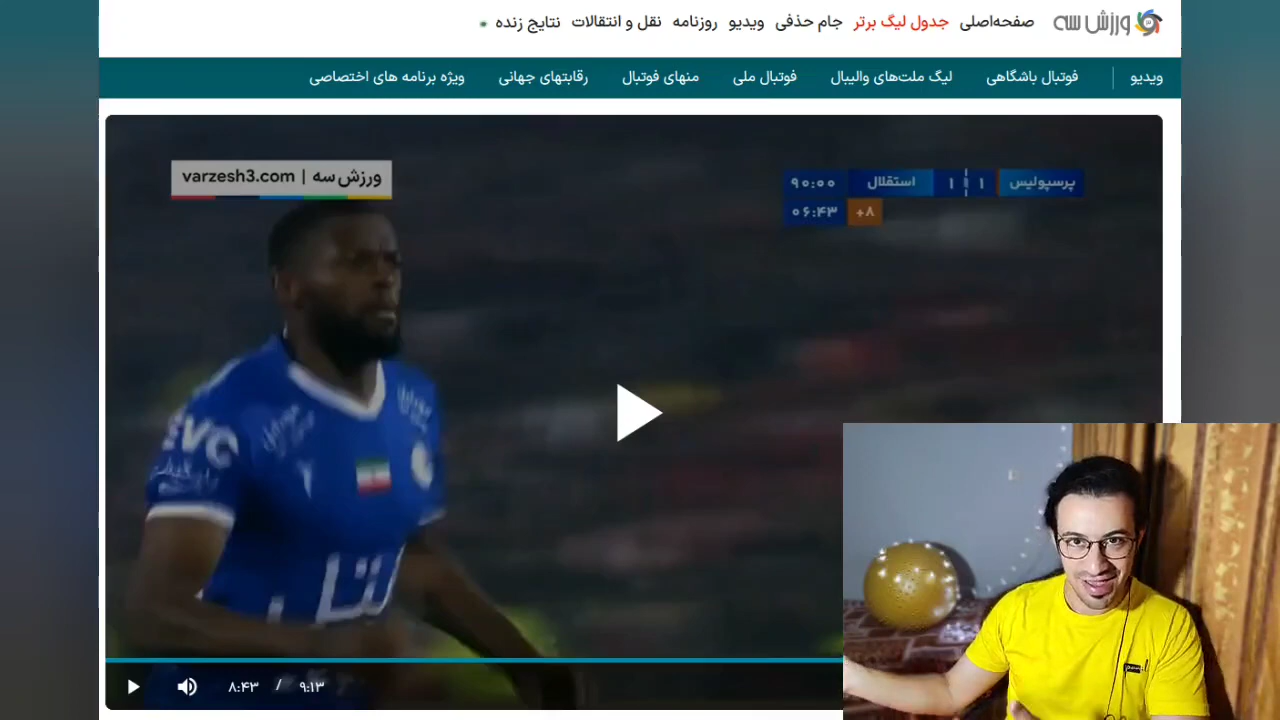 ورزش سه صفحه‌اصلی جدول لیگ برتر جام حذفی ویدیو روزنامه نقل و انتقالات نتایج زنده
ویدیو فوتبال باشگاهی لیگ ملت‌های والیبال فوتبال ملی منهای فوتبال رقابتهای جهانی ویژه برنامه های اختصاصی
ورزش سه | varzesh3.com
پرسپولیس ۱ ۱ استقلال ۹۰:۰۰
+۸ ۰۶:۴۳
EVO
۸:۴۳ / ۹:۱۳